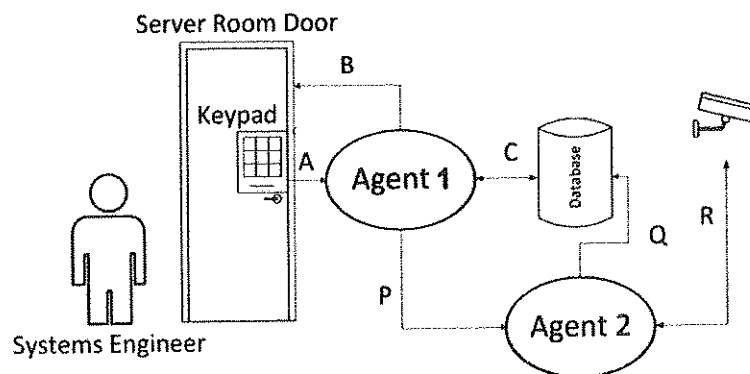 Server Room Door
B
Keypad
A
Agent 1
C
Database
R
Q
P
Agent 2
Systems Engineer